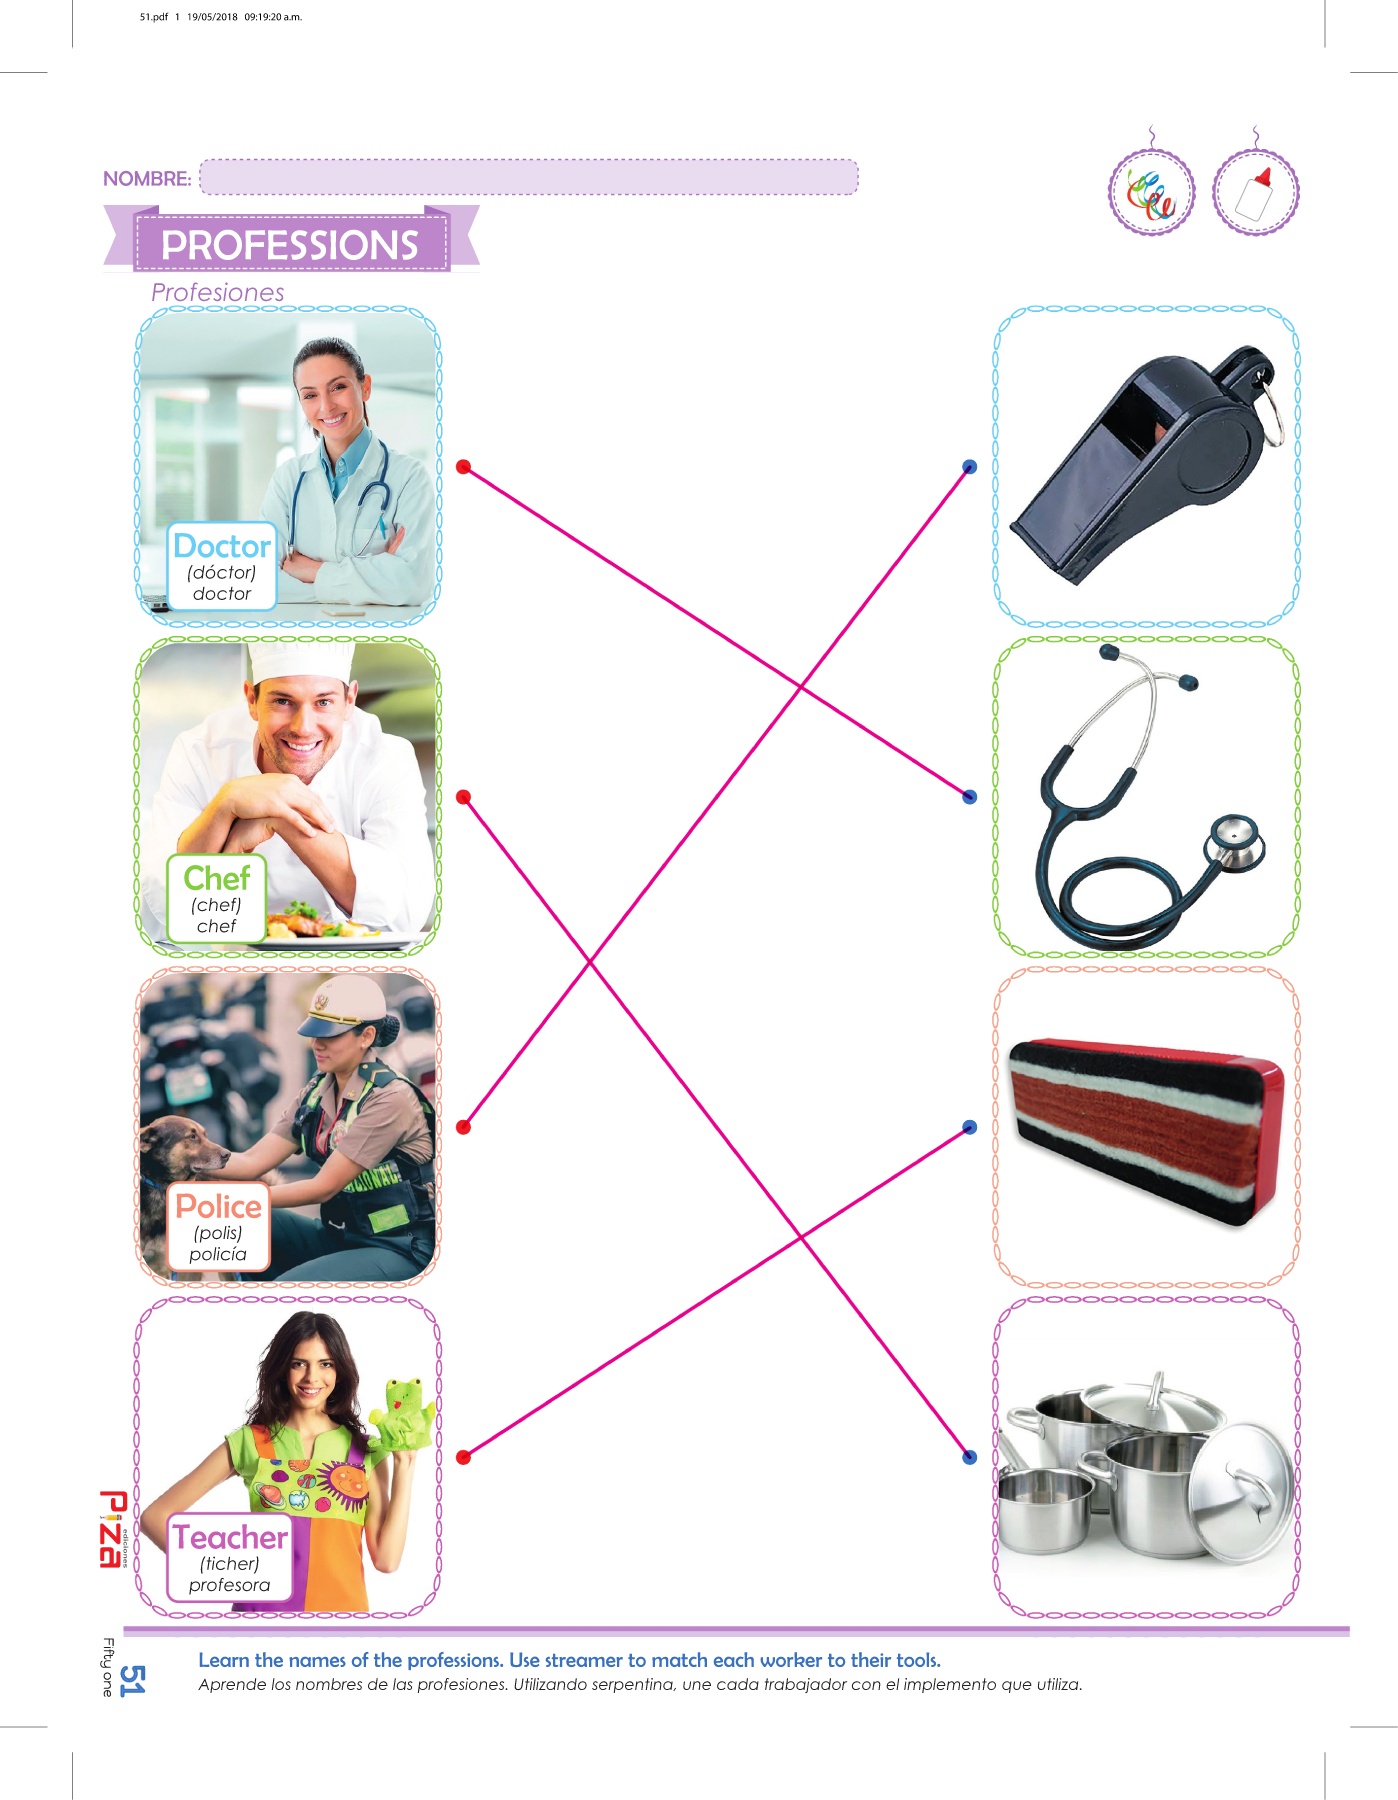 51.pdf 1 19/05/2018 09:19:20 a.m.
NOMBRE:
PROFESSIONS
Profesiones
Doctor
(dóctor)
doctor
Chef
(chef)
chef
Police
(polis)
policía
Teacher
(ticher)
profesora
Piza
ediciones
Fifty one
51
Learn the names of the professions. Use streamer to match each worker to their tools.
Aprende los nombres de las profesiones. Utilizando serpentina, une cada trabajador con el implemento que utiliza.